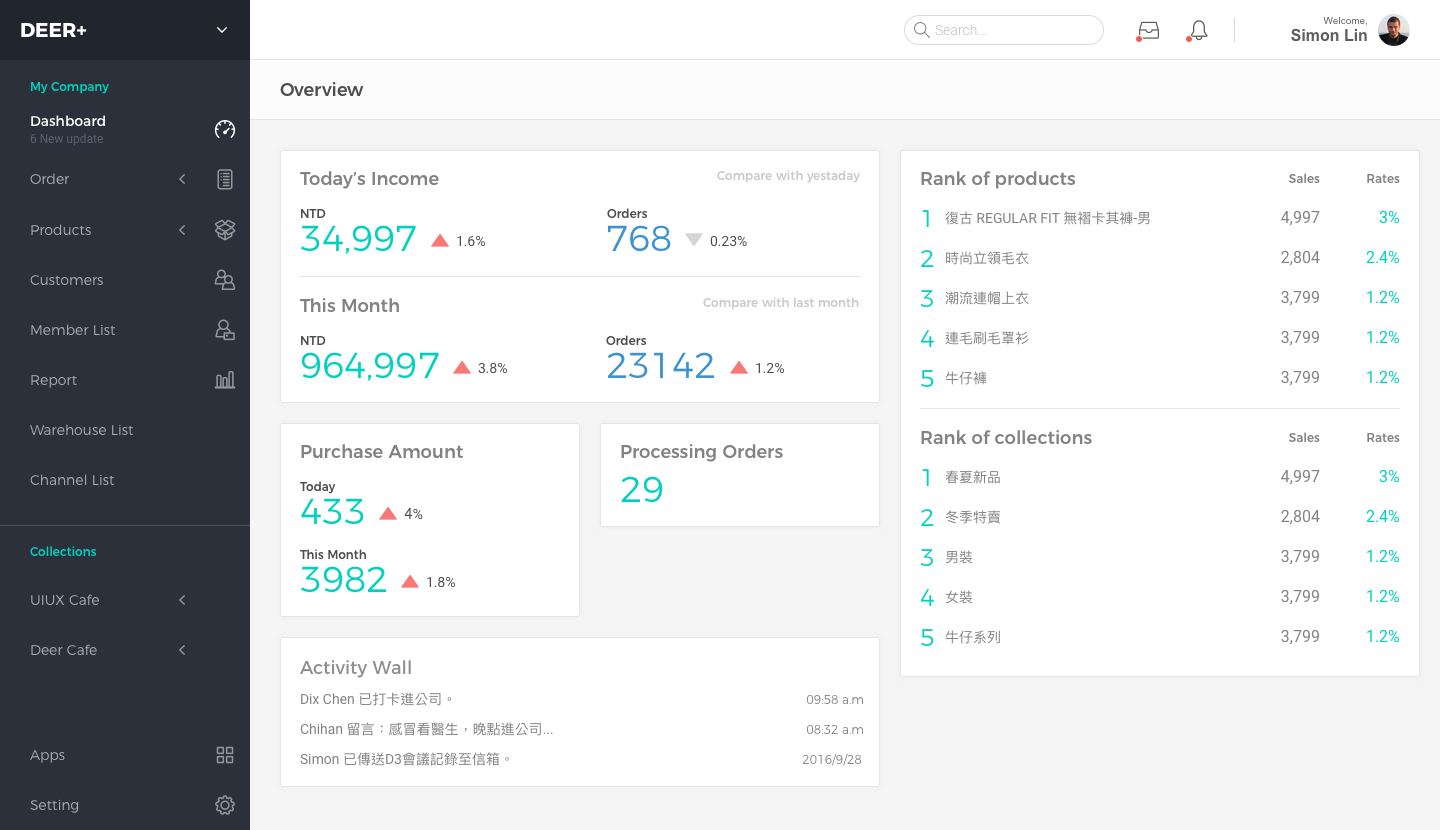 DEER+
Search...
Welcome,
Simon Lin
My Company
Dashboard
6 New update
Order
Products
Customers
Member List
Report
Warehouse List
Channel List
Collections
UIUX Cafe
Deer Cafe
Apps
Setting
Overview
Today’s Income
Compare with yestaday
NTD
34,997 1.6%
Orders
768 0.23%
This Month
Compare with last month
NTD
964,997 3.8%
Orders
23142 1.2%
Purchase Amount
Today
433 4%
This Month
3982 1.8%
Processing Orders
29
Activity Wall
Dix Chen 已打卡進公司。 09:58 a.m
Chihan 留言：感冒看醫生，晚點進公司... 08:32 a.m
Simon 已傳送D3會議記錄至信箱。 2016/9/28
Rank of products Sales Rates
1 復古 REGULAR FIT 無褶卡其褲-男 4,997 3%
2 時尚立領毛衣 2,804 2.4%
3 潮流連帽上衣 3,799 1.2%
4 連毛刷毛罩衫 3,799 1.2%
5 牛仔褲 3,799 1.2%
Rank of collections Sales Rates
1 春夏新品 4,997 3%
2 冬季特賣 2,804 2.4%
3 男裝 3,799 1.2%
4 女裝 3,799 1.2%
5 牛仔系列 3,799 1.2%